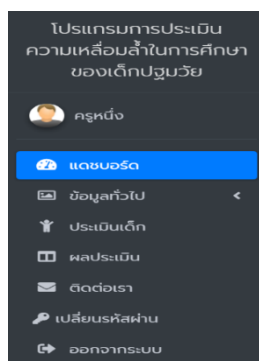 โปรแกรมการประเมิน
ความเหลื่อมล้ำในการศึกษา
ของเด็กปฐมวัย
ครูหนึ่ง
แดชบอร์ด
ข้อมูลทั่วไป
ประเมินเด็ก
ผลประเมิน
ติดต่อเรา
เปลี่ยนรหัสผ่าน
ออกจากระบบ